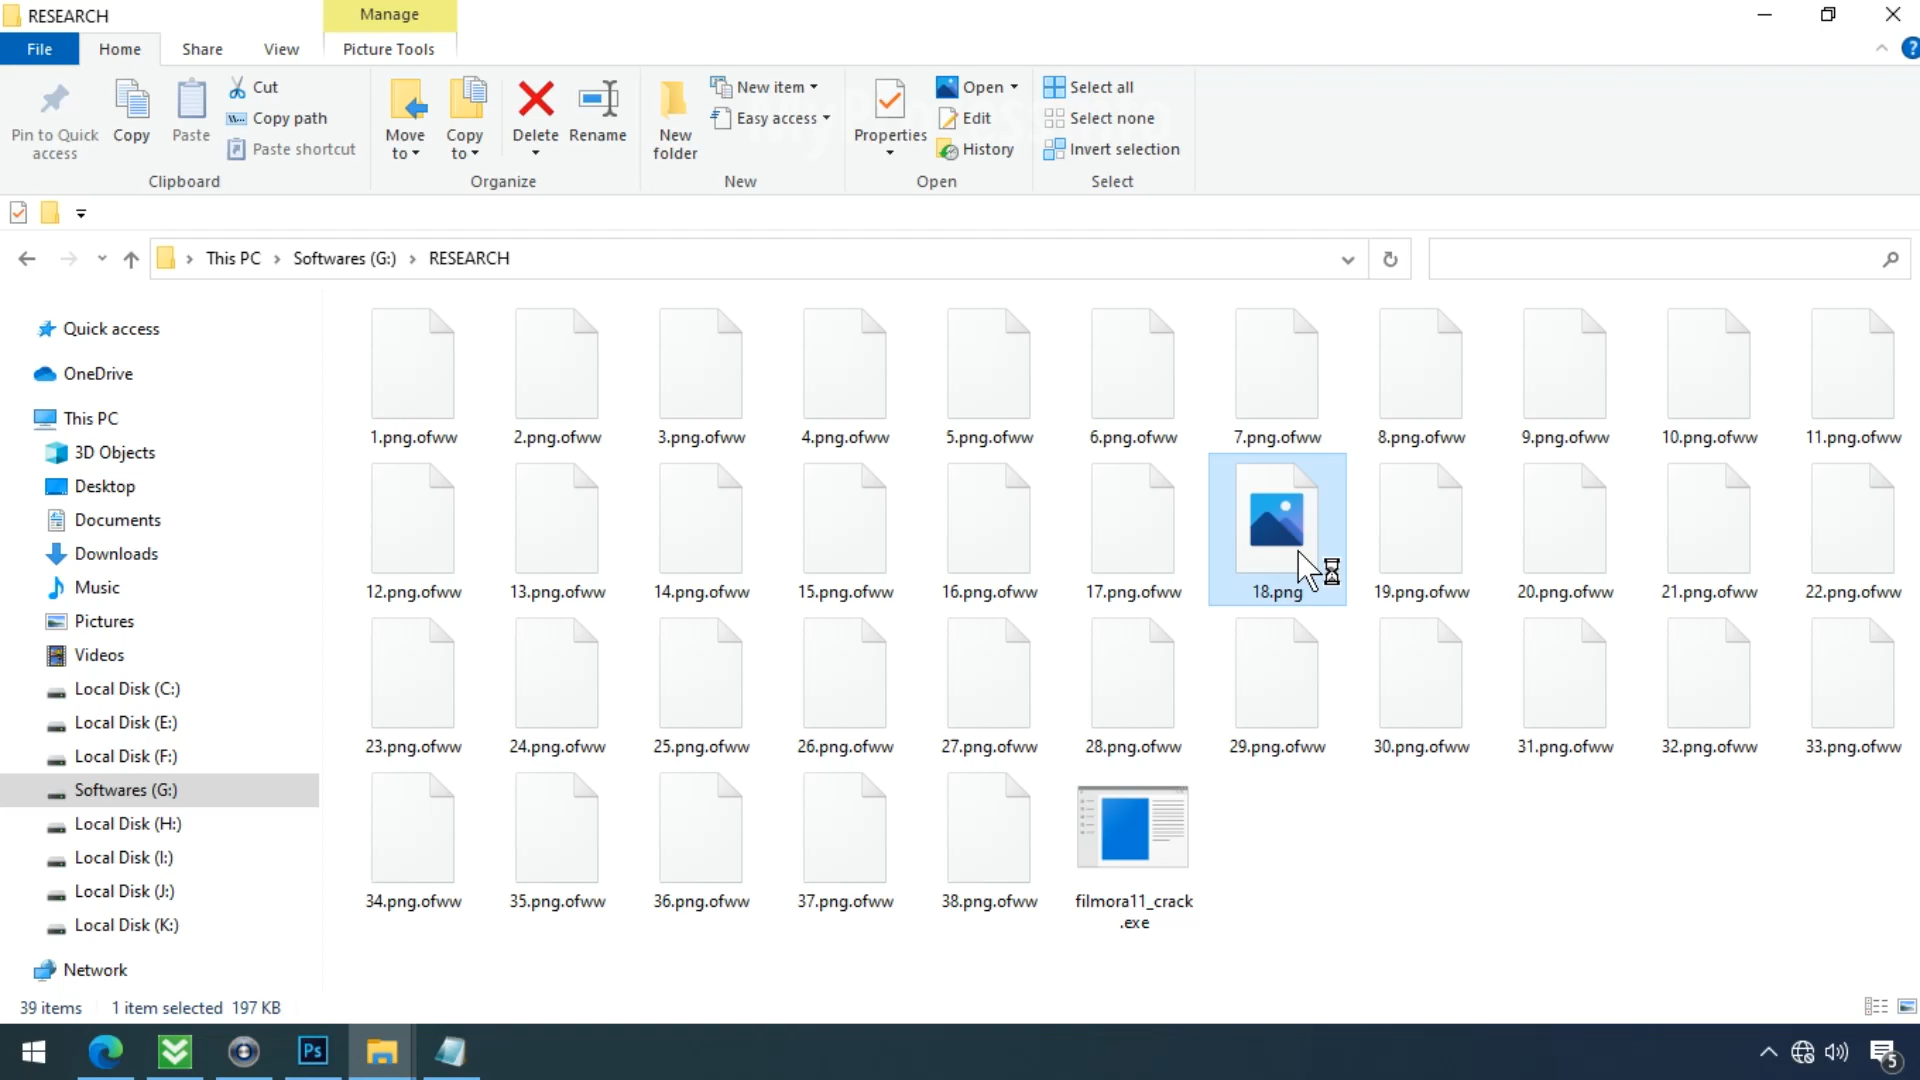 RESEARCH
Manage
File
Home
Share
View
Picture Tools
Pin to Quick
access
Copy
Paste
Cut
Copy path
Paste shortcut
Clipboard
Move
to
Copy
to
Delete
Rename
Organize
New
folder
New item
Easy access
New
Properties
Open
Edit
History
Open
Select all
Select none
Invert selection
Select
This PC > Softwares (G:) > RESEARCH
Quick access
OneDrive
This PC
3D Objects
Desktop
Documents
Downloads
Music
Pictures
Videos
Local Disk (C:)
Local Disk (E:)
Local Disk (F:)
Softwares (G:)
Local Disk (H:)
Local Disk (I:)
Local Disk (J:)
Local Disk (K:)
Network
1.png.ofww 2.png.ofww 3.png.ofww 4.png.ofww 5.png.ofww 6.png.ofww 7.png.ofww 8.png.ofww 9.png.ofww 10.png.ofww 11.png.ofww
12.png.ofww 13.png.ofww 14.png.ofww 15.png.ofww 16.png.ofww 17.png.ofww 18.png 19.png.ofww 20.png.ofww 21.png.ofww 22.png.ofww
23.png.ofww 24.png.ofww 25.png.ofww 26.png.ofww 27.png.ofww 28.png.ofww 29.png.ofww 30.png.ofww 31.png.ofww 32.png.ofww 33.png.ofww
34.png.ofww 35.png.ofww 36.png.ofww 37.png.ofww 38.png.ofww filmora11_crack
.exe
39 items 1 item selected 197 KB
Ps
5